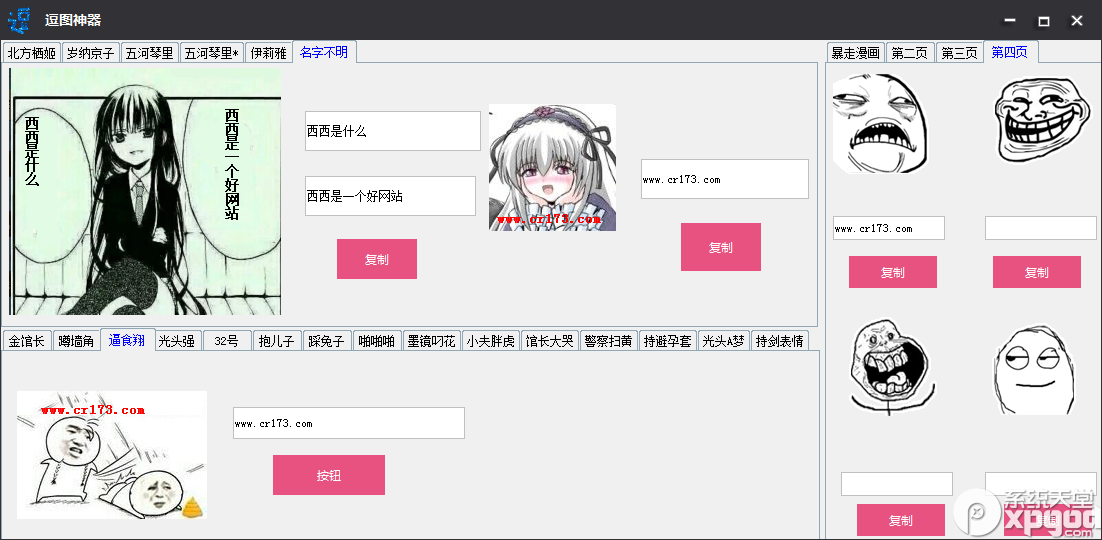 逗图神器
北方栖姬 岁纳京子 五河琴里 五河琴里* 伊莉雅 名字不明
暴走漫画 第二页 第三页 第四页
西西是一个好网站
西西是什么
西西是什么
西西是一个好网站
复制
www.cr173.com
www.cr173.com
复制
www.cr173.com
复制
复制
金馆长 蹲墙角 逼食翔 光头强 32号 抱儿子 踩兔子 啪啪啪 墨镜叼花 小夫胖虎 馆长大哭 警察扫黄 持避孕套 光头A梦 持剑表情
www.cr173.com
www.cr173.com
按钮
复制
系统天堂
xpgod
.com